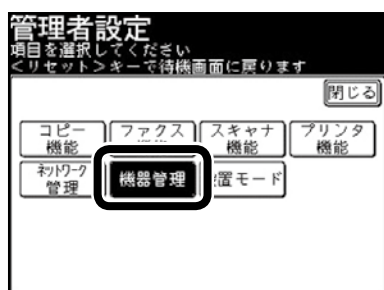 管理者設定
項目を選択してください
<リセット>キーで待機画面に戻ります
閉じる
コピー
機能
ファクス
スキャナ
機能
プリンタ
機能
ネットワーク
管理
機器管理
置モード